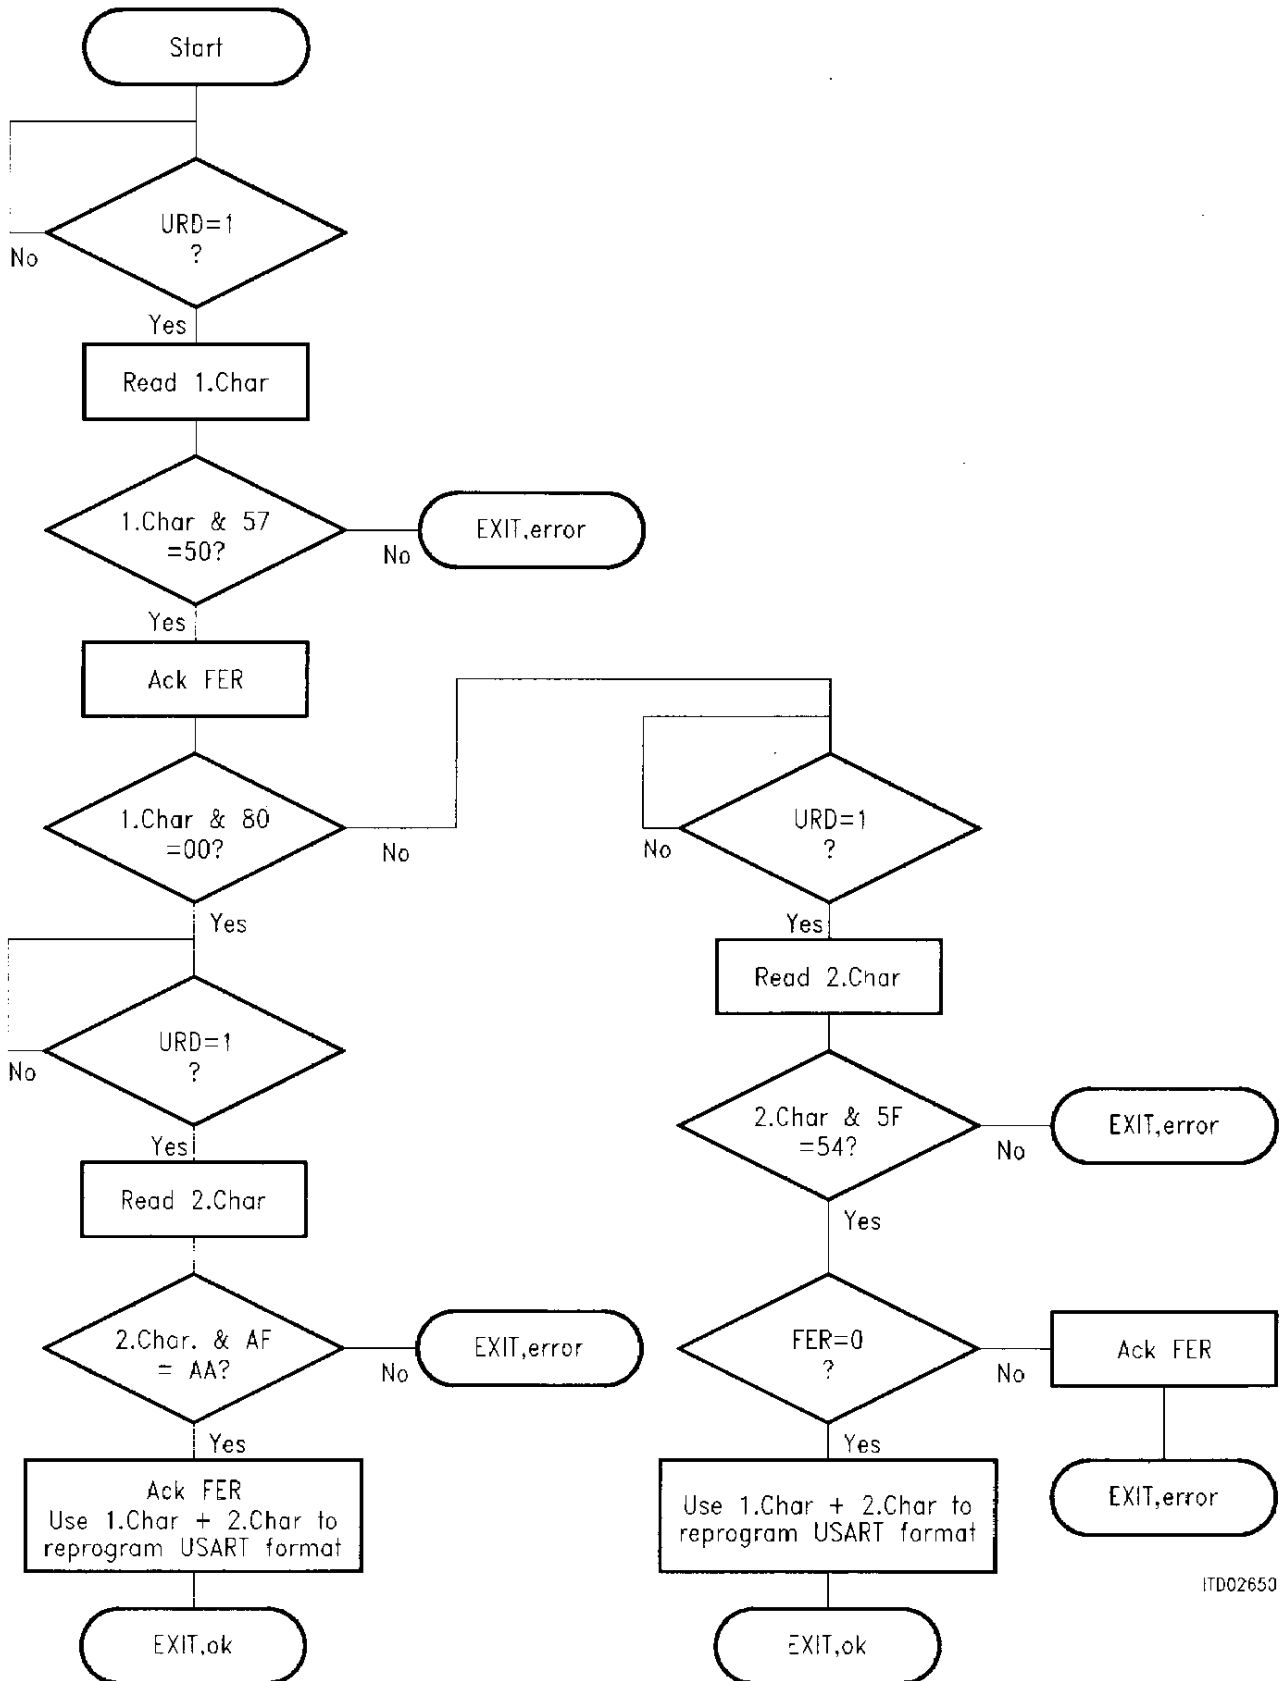 Start
URD=1
?
No
Yes
Read 1.Char
1.Char & 57
=50?
No
EXIT,error
Yes
Ack FER
1.Char & 80
=00?
No
Yes
URD=1
?
No
Yes
Read 2.Char
2.Char. & AF
= AA?
No
EXIT,error
Yes
Ack FER
Use 1.Char + 2.Char to
reprogram USART format
EXIT,ok
URD=1
?
No
Yes
Read 2.Char
2.Char & 5F
=54?
No
EXIT,error
Yes
FER=0
?
No
Ack FER
EXIT,error
Yes
Use 1.Char + 2.Char to
reprogram USART format
EXIT,ok
ITD02650